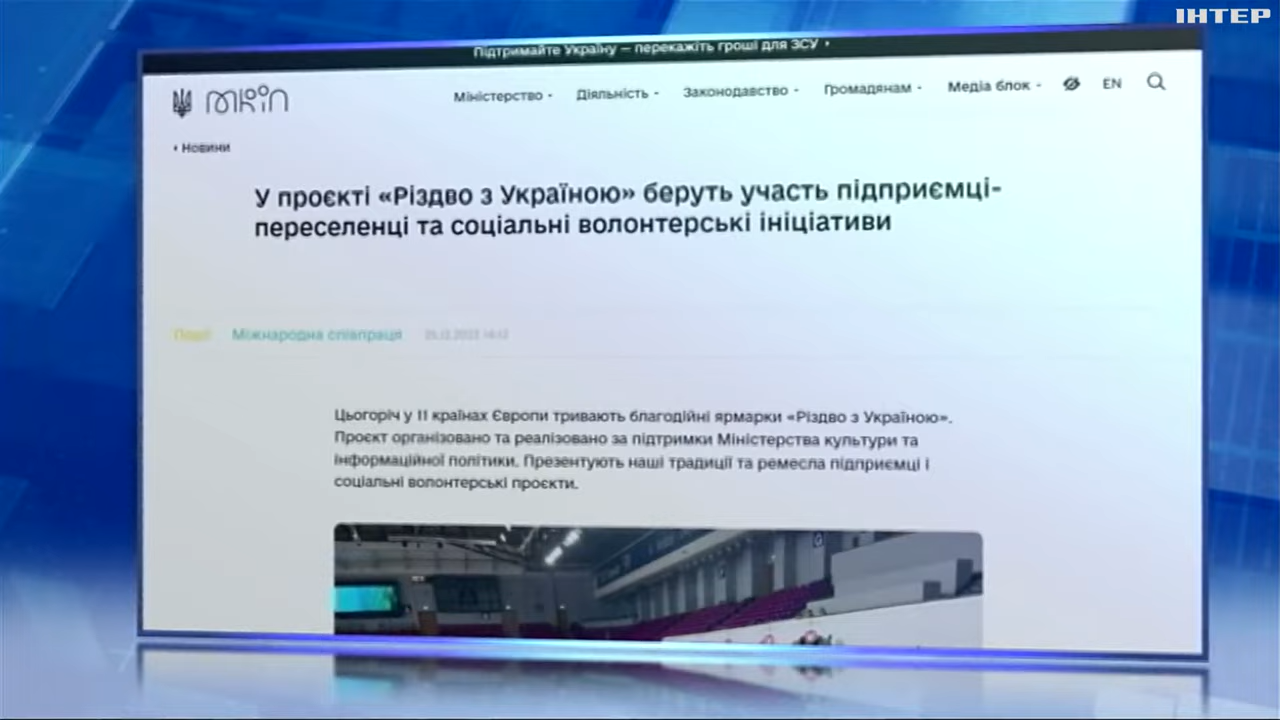 ІНТЕР
Підтримайте Україну — перекажіть гроші для ЗСУ
МКІП
Міністерство Діяльність Законодавство Громадянам Медіа блок EN
Новини
У проєкті «Різдво з Україною» беруть участь підприємці-
переселенці та соціальні волонтерські ініціативи
Події Міжнародна співпраця
Цьогоріч у 11 країнах Європи тривають благодійні ярмарки «Різдво з Україною».
Проєкт організовано та реалізовано за підтримки Міністерства культури та
інформаційної політики. Презентують наші традиції та ремесла підприємці і
соціальні волонтерські проєкти.